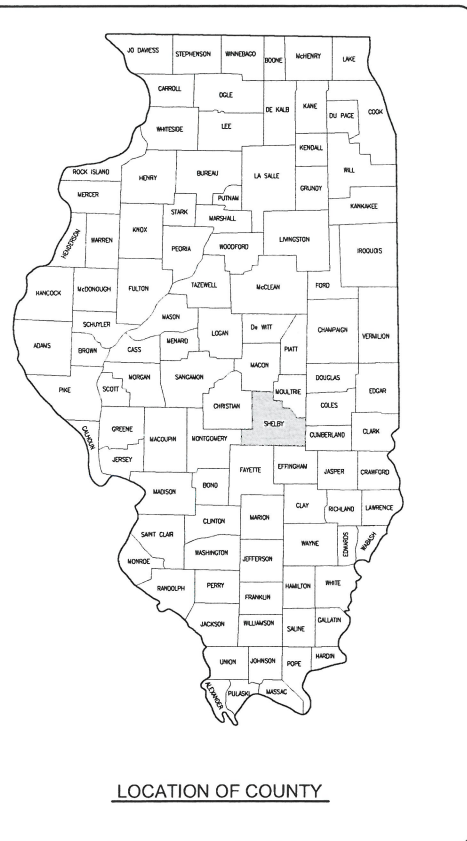 JO DAVIESS
STEPHENSON
WINNEBAGO
BOONE
McHENRY
LAKE
CARROLL
OGLE
DE KALB
KANE
COOK
DU PAGE
WHITESIDE
LEE
KENDALL
WILL
ROCK ISLAND
HENRY
BUREAU
LA SALLE
GRUNDY
MERCER
PUTNAM
KANKAKEE
STARK
MARSHALL
HENDERSON
WARREN
KNOX
PEORIA
WOODFORD
LIVINGSTON
IROQUOIS
HANCOCK
McDONOUGH
FULTON
TAZEWELL
McCLEAN
FORD
MASON
SCHUYLER
LOGAN
De WITT
CHAMPAIGN
VERMILION
ADAMS
BROWN
CASS
MENARD
PIATT
MACON
PIKE
SCOTT
MORGAN
SANGAMON
DOUGLAS
EDGAR
MOULTRIE
COLES
CHRISTIAN
SHELBY
CALHOUN
GREENE
MACOUPIN
MONTGOMERY
CUMBERLAND
CLARK
JERSEY
FAYETTE
EFFINGHAM
JASPER
CRAWFORD
MADISON
BOND
CLAY
RICHLAND
LAWRENCE
CLINTON
MARION
SAINT CLAIR
WAYNE
EDWARDS
WABASH
WASHINGTON
JEFFERSON
MONROE
RANDOLPH
PERRY
HAMILTON
WHITE
FRANKLIN
JACKSON
WILLIAMSON
SALINE
GALLATIN
UNION
JOHNSON
POPE
HARDIN
ALEXANDER
PULASKI
MASSAC
LOCATION OF COUNTY